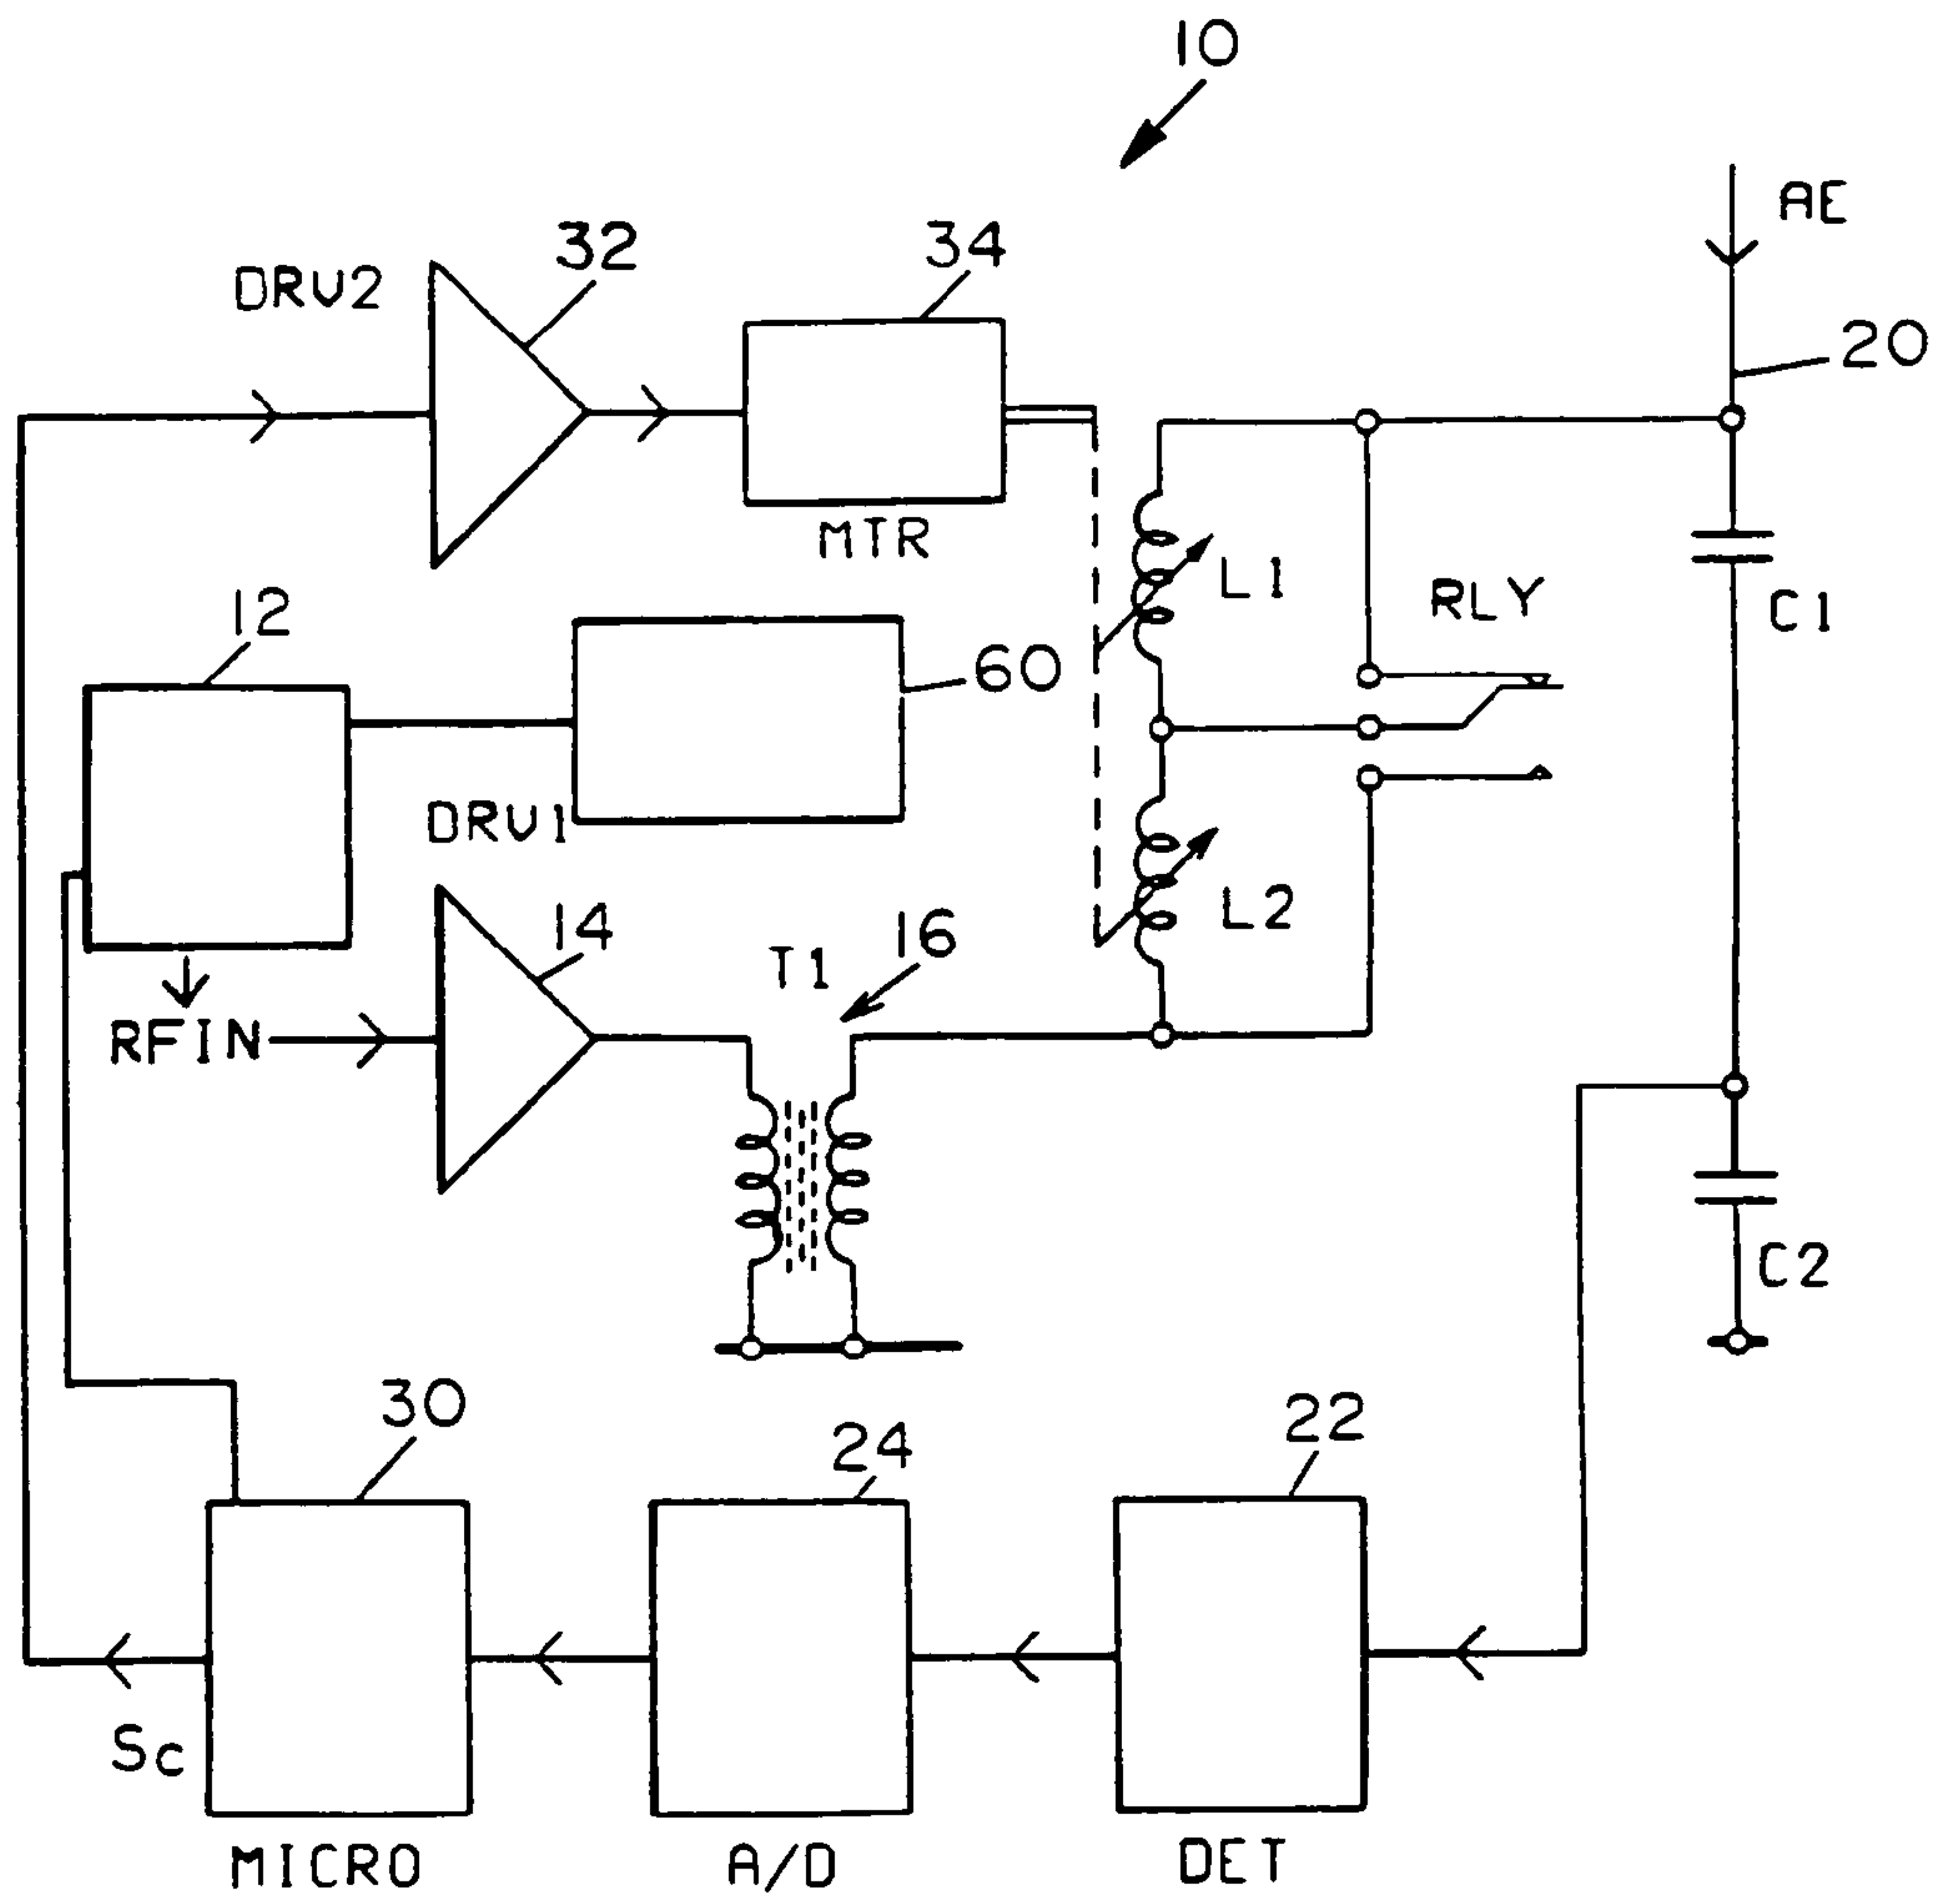 10
AE
32
34
DRV2
20
MTR
L1
RLY
C1
12
60
DRV1
L2
14
T1
16
RFIN
C2
30
24
22
Sc
MICRO
A/D
DET